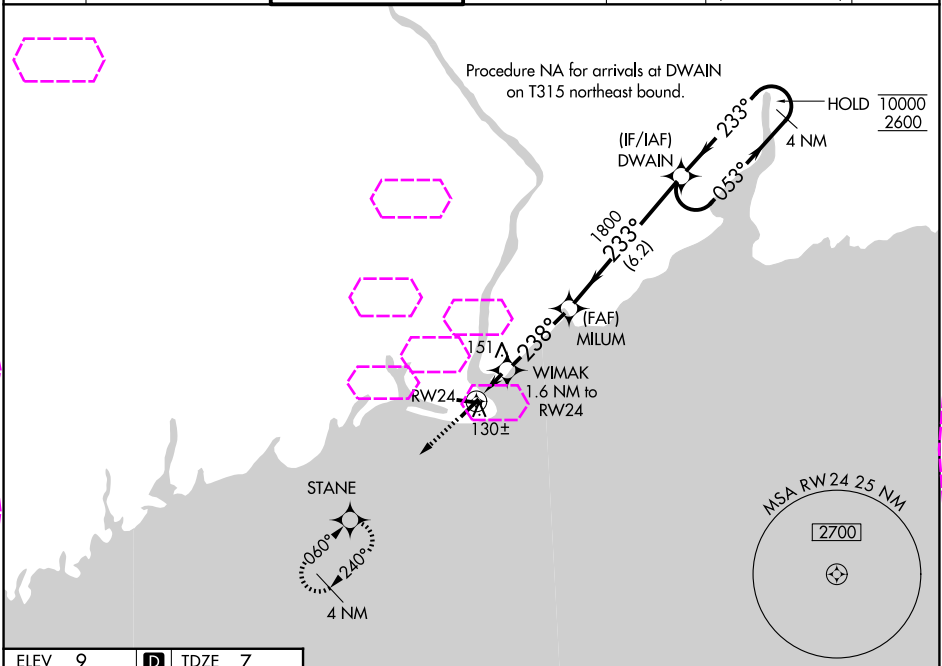 Procedure NA for arrivals at DWAIN
on T315 northeast bound.
HOLD 10000
2600
233°
4 NM
(IF/IAF)
DWAIN
053°
1800
233°
(6.2)
(FAF)
MILUM
238°
151
WIMAK
1.6 NM to
RW24
RW24
130±
STANE
060°
240°
4 NM
MSA RW24 25 NM
2700
ELEV 9 D TDZE 7